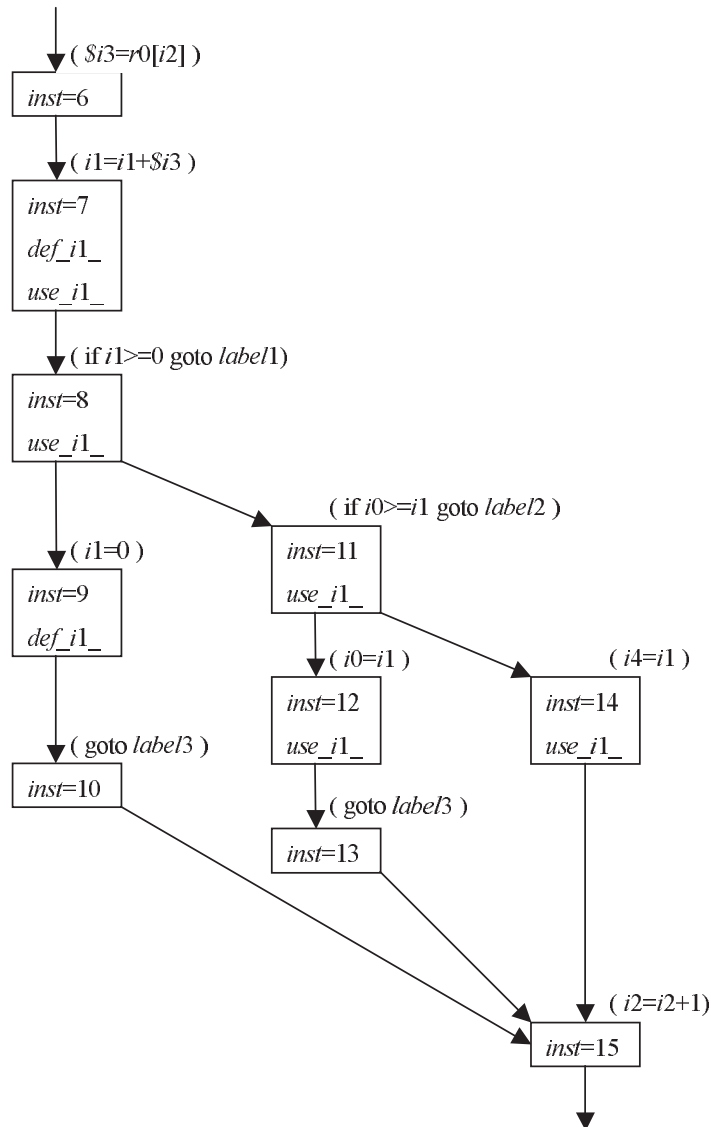 ( $i3=r0[i2] )
inst=6
( i1=i1+$i3 )
inst=7
def_i1_
use_i1_
( if i1>=0 goto label1)
inst=8
use_i1_
( if i0>=i1 goto label2 )
( i1=0 )
inst=11
use_i1_
inst=9
def_i1_
( i0=i1 )
( i4=i1 )
inst=12
use_i1_
inst=14
use_i1_
( goto label3 )
inst=10
( goto label3 )
inst=13
( i2=i2+1)
inst=15